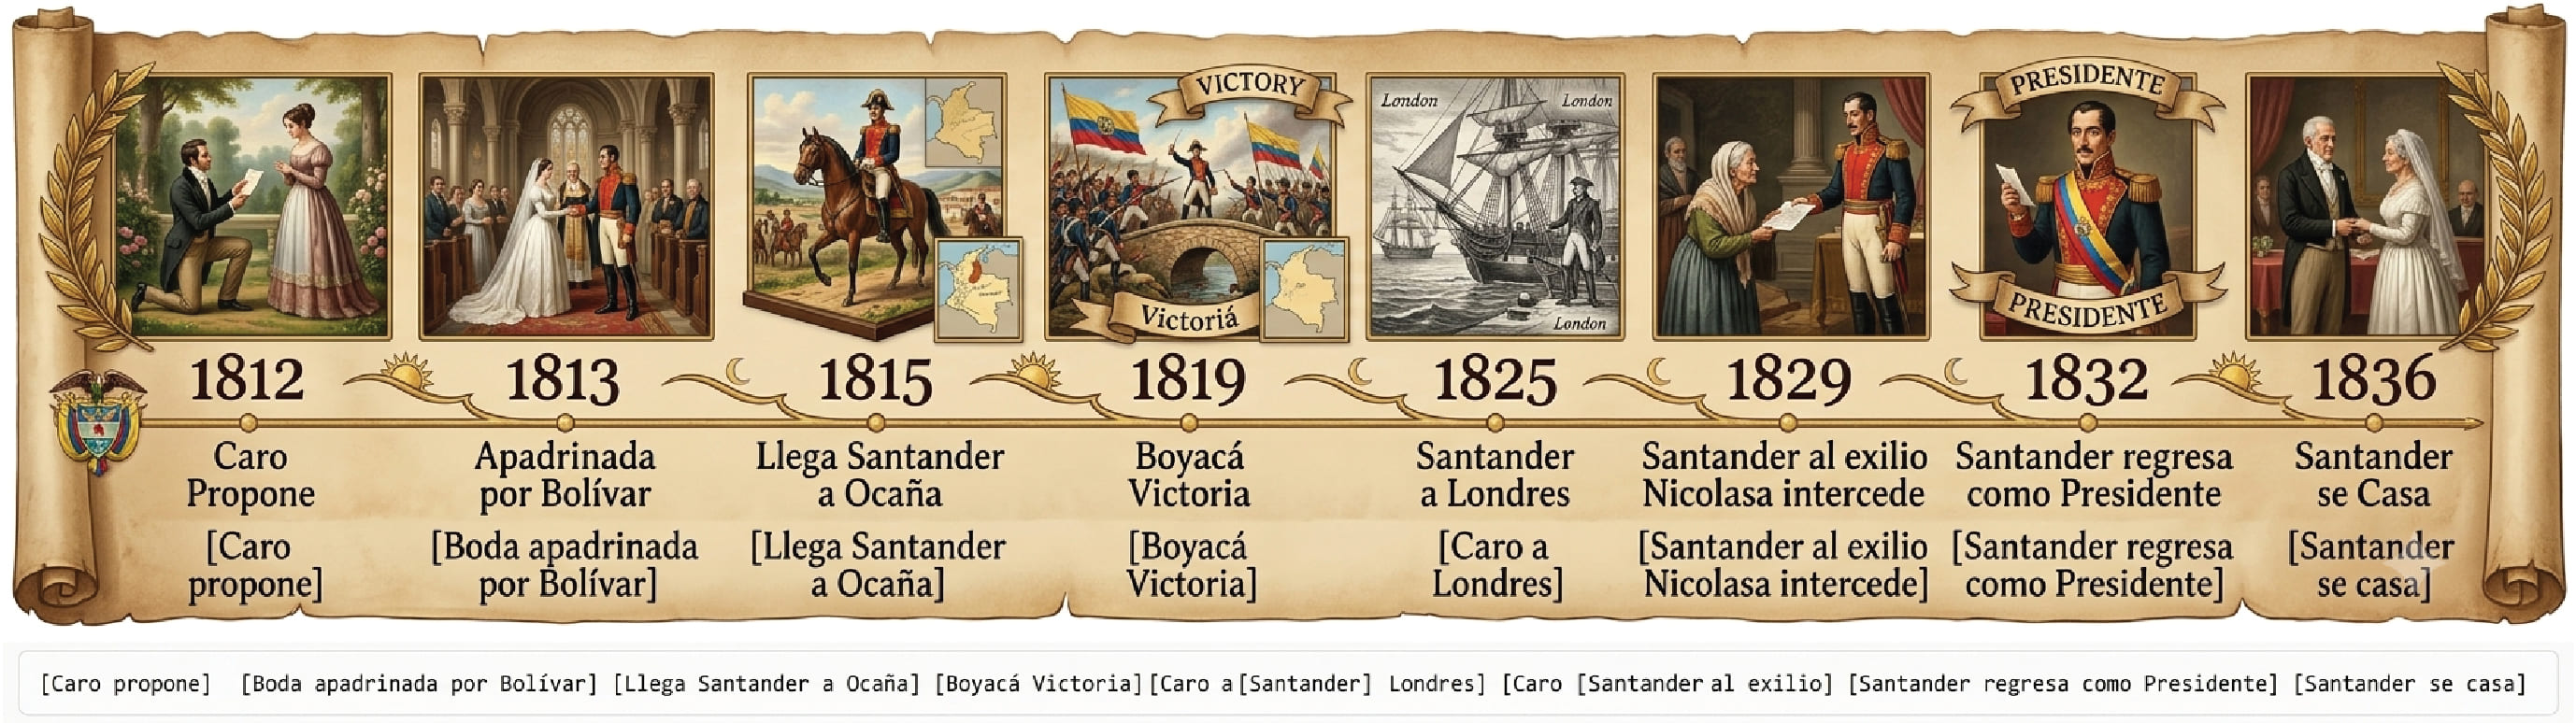 VICTORY
PRESIDENTE
London
London
Victoriá
London
PRESIDENTE
1812
1813
1815
1819
1825
1829
1832
1836
Caro
Propone
Apadrinada
por Bolívar
Llega Santander
a Ocaña
Boyacá
Victoria
Santander
a Londres
Santander al exilio
Nicolasa intercede
Santander regresa
como Presidente
Santander
se Casa
[Caro
propone]
[Boda apadrinada
por Bolívar]
[Llega Santander
a Ocaña]
[Boyacá
Victoria]
[Caro a
Londres]
[Santander al exilio
Nicolasa intercede]
[Santander regresa
como Presidente]
[Santander
se casa]
[Caro propone] [Boda apadrinada por Bolívar] [Llega Santander a Ocaña] [Boyacá Victoria][Caro a[Santander] Londres] [Caro [Santander al exilio] [Santander regresa como Presidente] [Santander se casa]